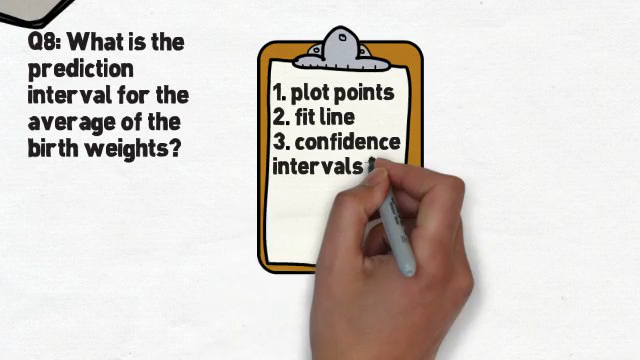 Q8: What is the
prediction
interval for the
average of the
birth weights?
1. plot points
2. fit line
3. confidence
intervals